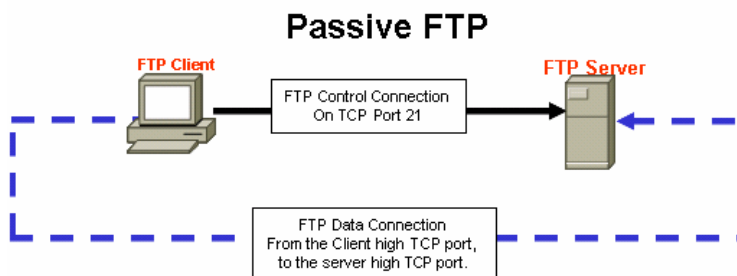 Passive FTP
FTP Client
FTP Server
FTP Control Connection
On TCP Port 21
FTP Data Connection
From the Client high TCP port,
to the server high TCP port.